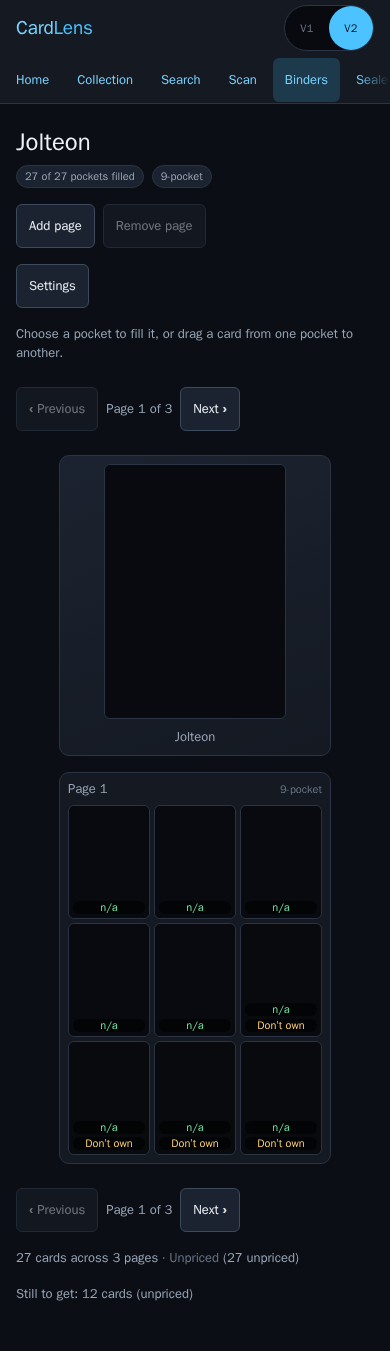 CardLens
V1 V2
Home Collection Search Scan Binders Seale
Jolteon
27 of 27 pockets filled 9-pocket
Add page Remove page
Settings
Choose a pocket to fill it, or drag a card from one pocket to
another.
‹ Previous Page 1 of 3 Next ›
Jolteon
Page 1 9-pocket
n/a n/a n/a
n/a n/a n/a
Don't own
n/a n/a n/a
Don't own Don't own Don't own
‹ Previous Page 1 of 3 Next ›
27 cards across 3 pages · Unpriced (27 unpriced)
Still to get: 12 cards (unpriced)